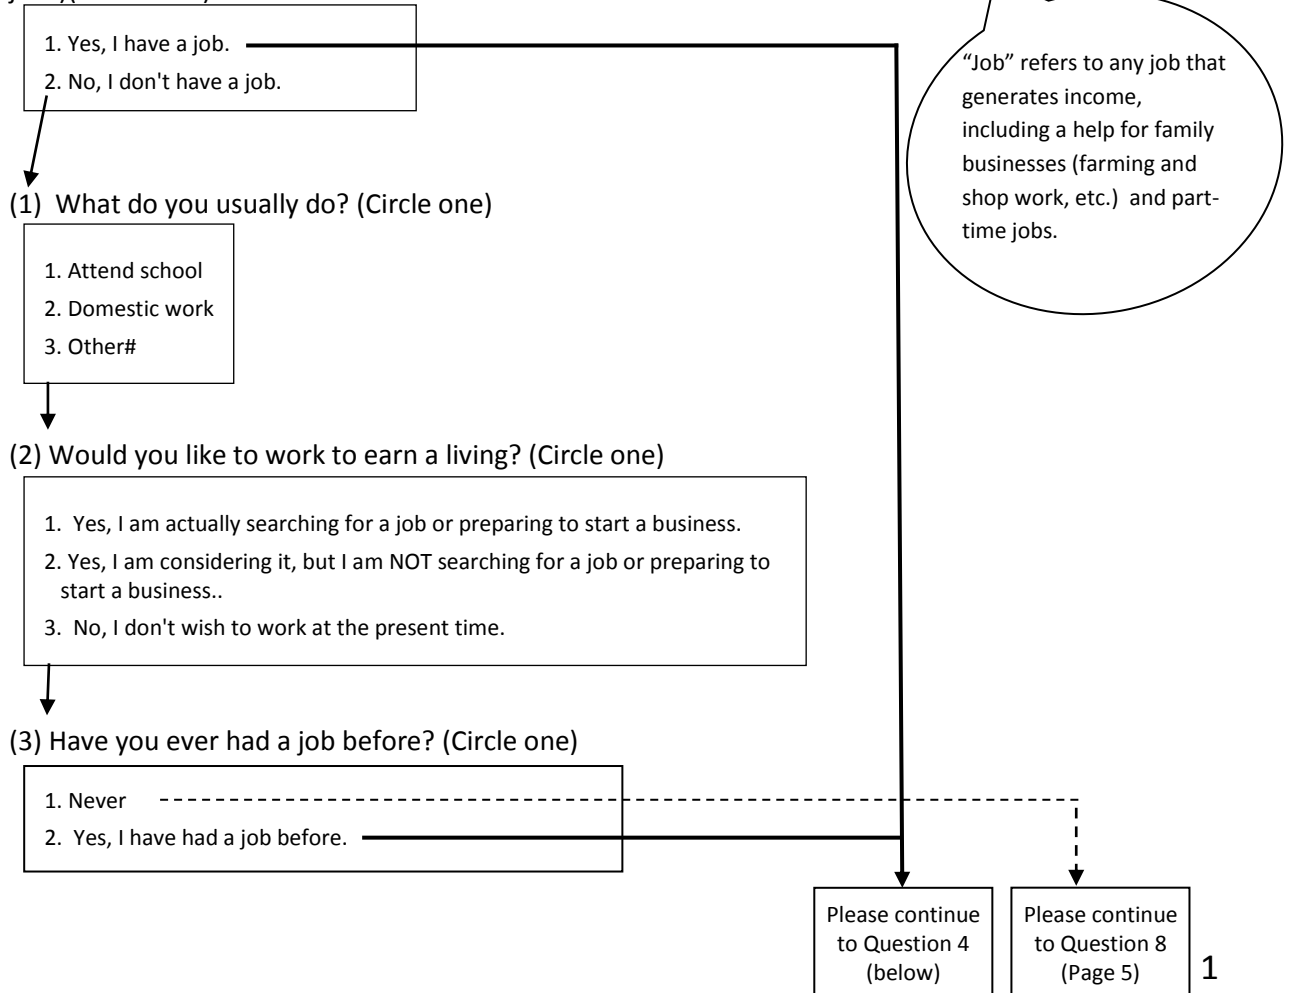 1. Yes, I have a job.
2. No, I don't have a job.
“Job” refers to any job that
generates income,
including a help for family
businesses (farming and
shop work, etc.) and part-
time jobs.
(1) What do you usually do? (Circle one)
1. Attend school
2. Domestic work
3. Other#
(2) Would you like to work to earn a living? (Circle one)
1. Yes, I am actually searching for a job or preparing to start a business.
2. Yes, I am considering it, but I am NOT searching for a job or preparing to
start a business..
3. No, I don't wish to work at the present time.
(3) Have you ever had a job before? (Circle one)
1. Never
2. Yes, I have had a job before.
Please continue
to Question 4
(below)
Please continue
to Question 8
(Page 5)
1